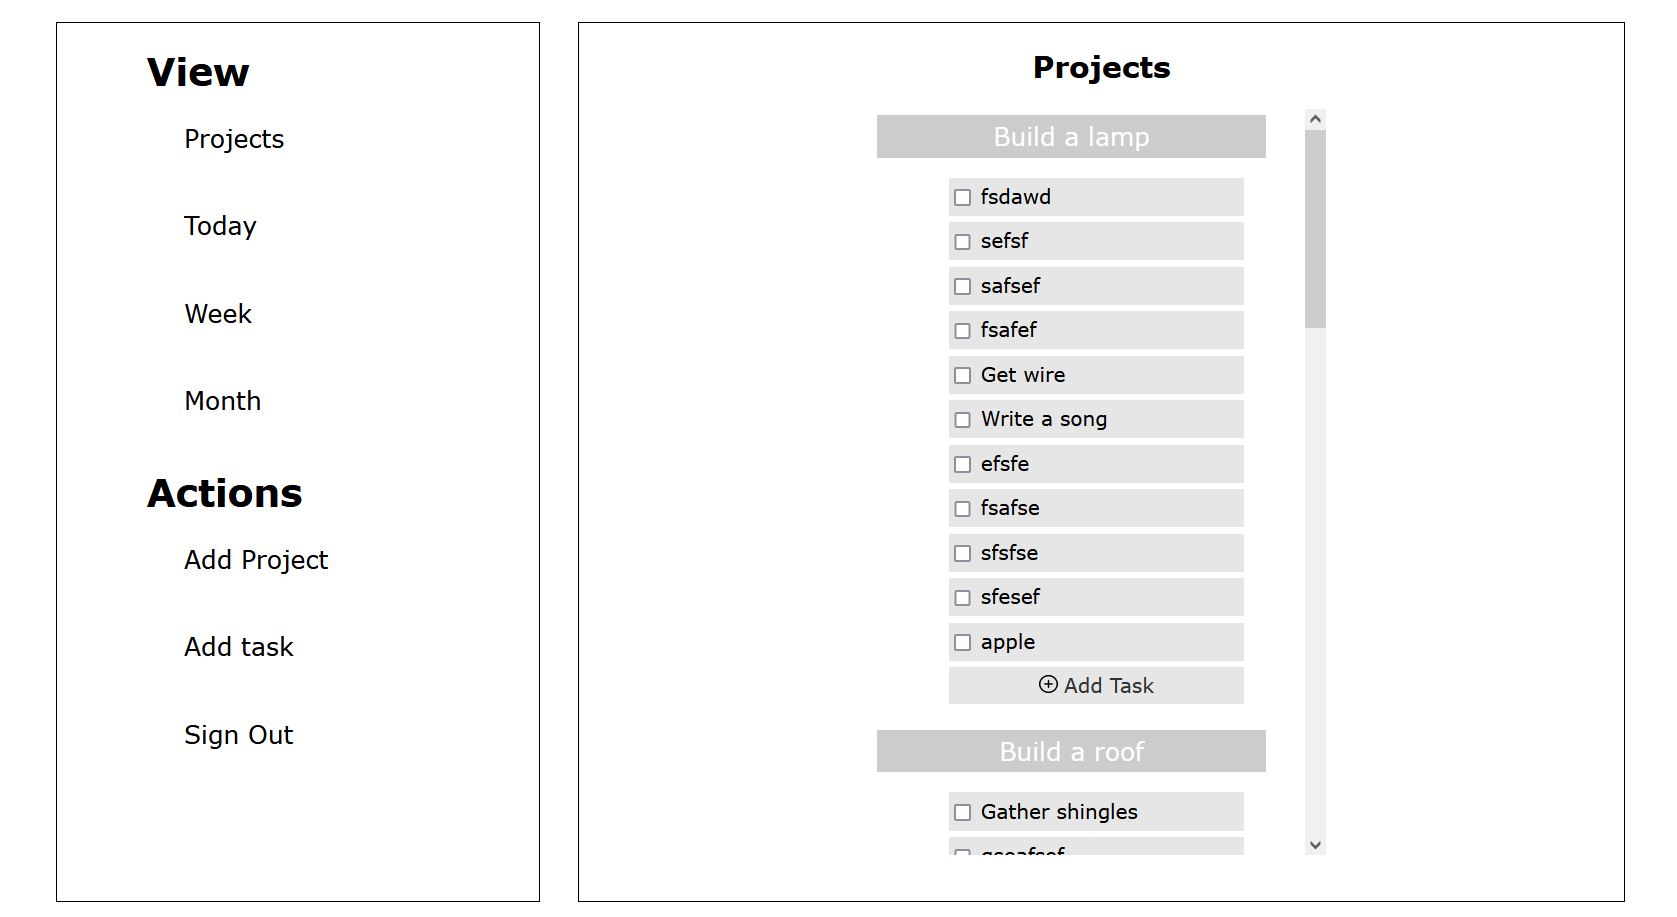 View
Projects
Today
Week
Month
Actions
Add Project
Add task
Sign Out
Projects
Build a lamp
fsdawd
sefsf
safsef
fsafef
Get wire
Write a song
efsfe
fsafse
sfsfse
sfesef
apple
Add Task
Build a roof
Gather shingles